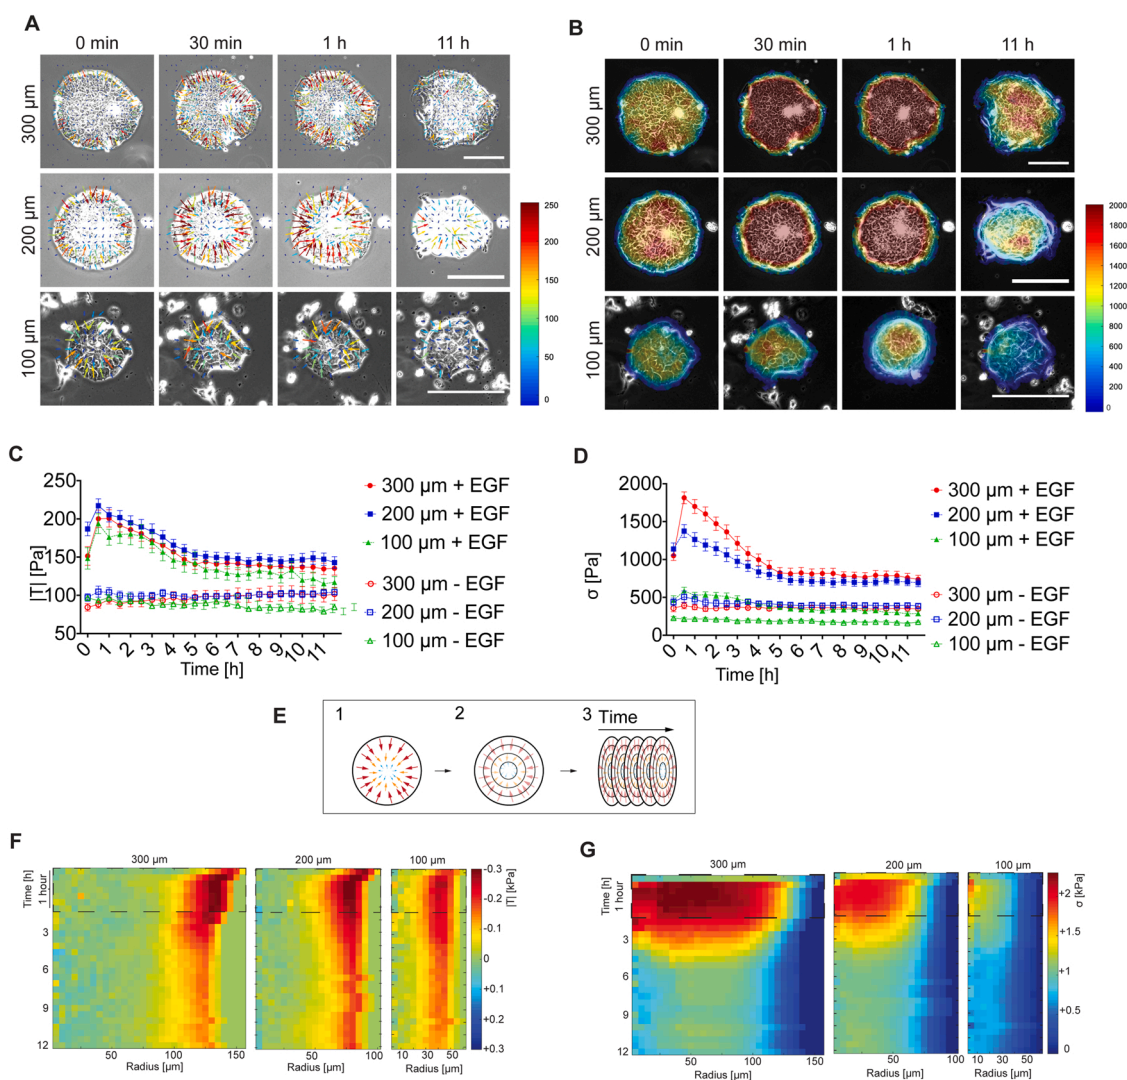 A
0 min 30 min 1 h 11 h
300 µm
200 µm
100 µm
250
200
150
100
50
0
B
0 min 30 min 1 h 11 h
300 µm
200 µm
100 µm
2000
1800
1600
1400
1200
1000
800
600
400
200
0
C
|T| [Pa]
250
200
150
100
50
0 1 2 3 4 5 6 7 8 9 10 11
Time [h]
300 µm + EGF
200 µm + EGF
100 µm + EGF
300 µm - EGF
200 µm - EGF
100 µm - EGF
D
σ [Pa]
2000
1500
1000
500
0
0 1 2 3 4 5 6 7 8 9 10 11
Time [h]
300 µm + EGF
200 µm + EGF
100 µm + EGF
300 µm - EGF
200 µm - EGF
100 µm - EGF
E
1 2 3 Time
F
300 µm 200 µm 100 µm
Time [h]
1 hour
3
6
9
12
50 100 150
Radius [µm]
50 100
Radius [µm]
10 30 50
Radius [µm]
-0.3
-0.2
-0.1
0
+0.1
+0.2
+0.3
|T| [kPa]
G
300 µm 200 µm 100 µm
Time [h]
1 hour
3
6
9
12
50 100 150
Radius [µm]
50 100
Radius [µm]
10 30 50
Radius [µm]
+2
+1
0
σ [kPa]